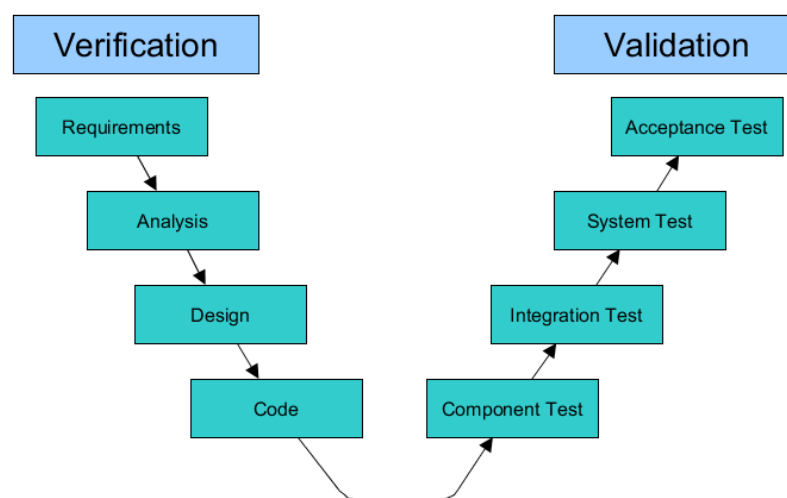 Verification
Validation
Requirements
Acceptance Test
Analysis
System Test
Design
Integration Test
Code
Component Test